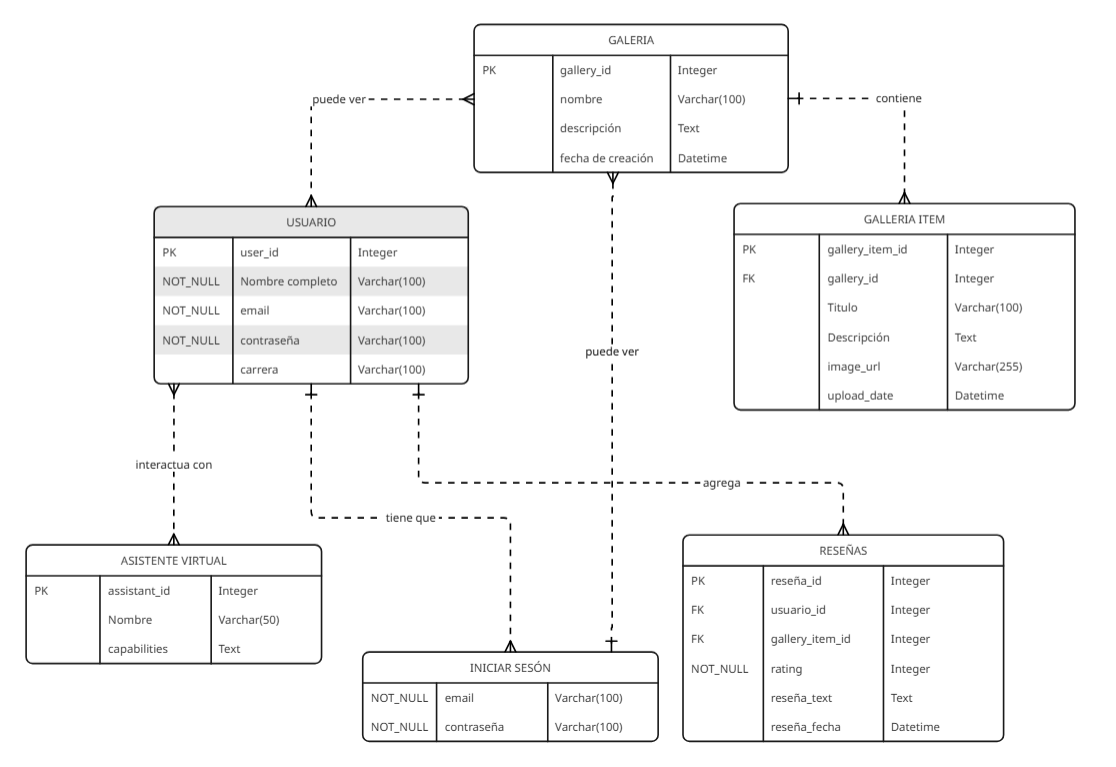 GALERIA
PK gallery_id Integer
nombre Varchar(100)
descripción Text
fecha de creación Datetime
puede ver
contiene
USUARIO
PK user_id Integer
NOT_NULL Nombre completo Varchar(100)
NOT_NULL email Varchar(100)
NOT_NULL contraseña Varchar(100)
carrera Varchar(100)
GALLERIA ITEM
PK gallery_item_id Integer
FK gallery_id Integer
Titulo Varchar(100)
Descripción Text
image_url Varchar(255)
upload_date Datetime
puede ver
interactua con
agrega
tiene que
ASISTENTE VIRTUAL
PK assistant_id Integer
Nombre Varchar(50)
capabilities Text
INICIAR SESÓN
NOT_NULL email Varchar(100)
NOT_NULL contraseña Varchar(100)
RESEÑAS
PK reseña_id Integer
FK usuario_id Integer
FK gallery_item_id Integer
NOT_NULL rating Integer
reseña_text Text
reseña_fecha Datetime